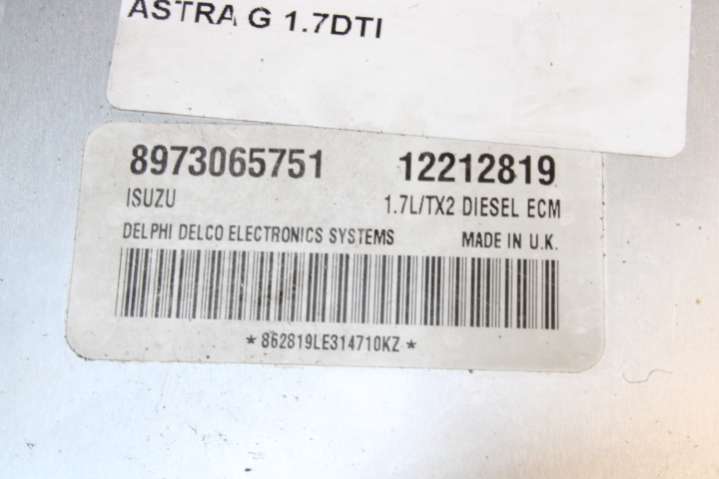 ASTRA G 1.7DTI
8973065751 12212819
ISUZU 1.7L/TX2 DIESEL ECM
DELPHI DELCO ELECTRONICS SYSTEMS MADE IN U.K.
*862819LE314710KZ*